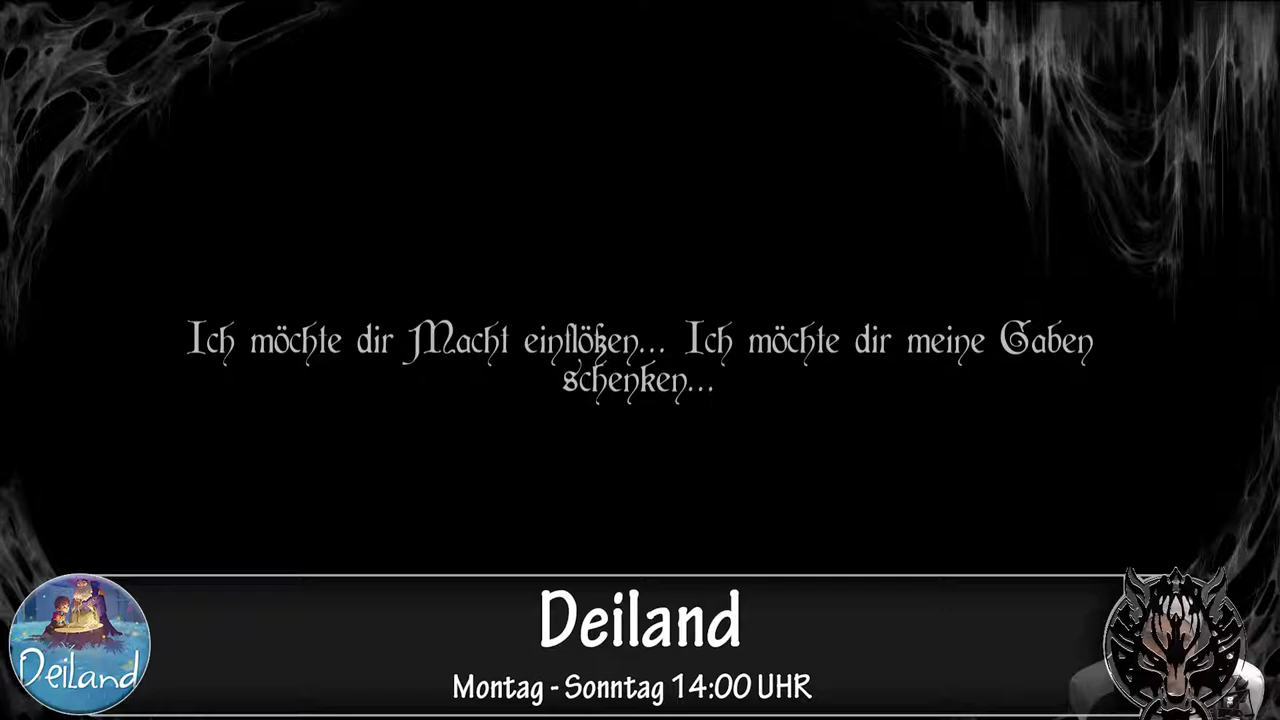 Ich möchte dir Macht einflößen... Ich möchte dir meine Gaben
schenken...
Deiland
Deiland
Montag - Sonntag 14:00 UHR